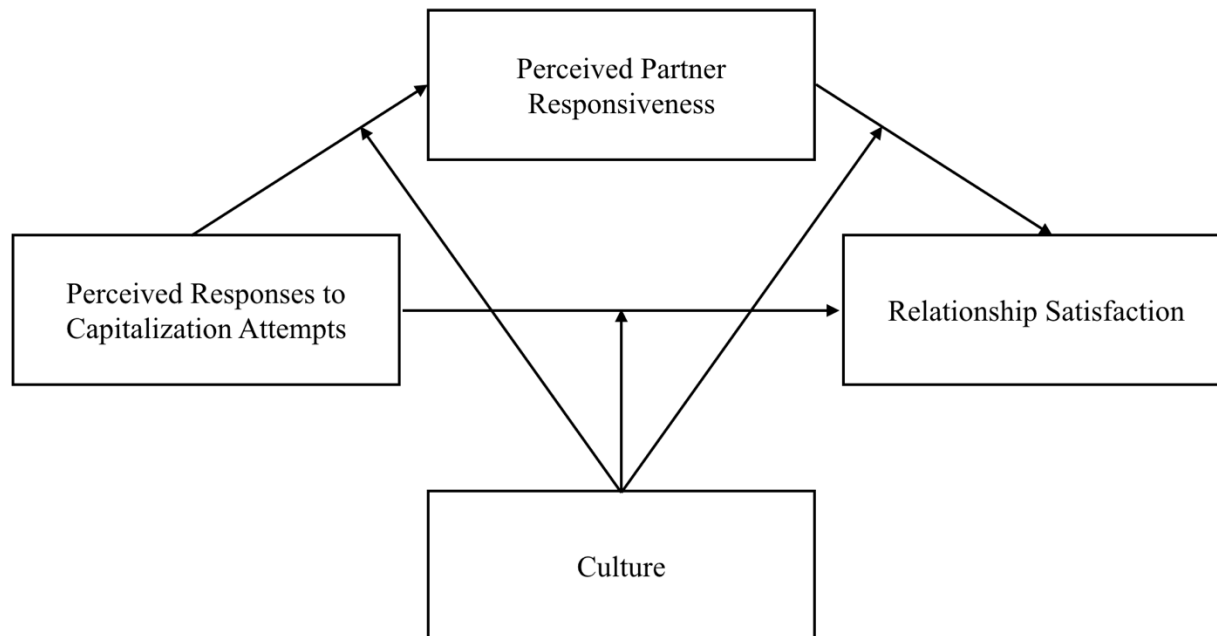 Perceived Partner
Responsiveness
Perceived Responses to
Capitalization Attempts
Relationship Satisfaction
Culture